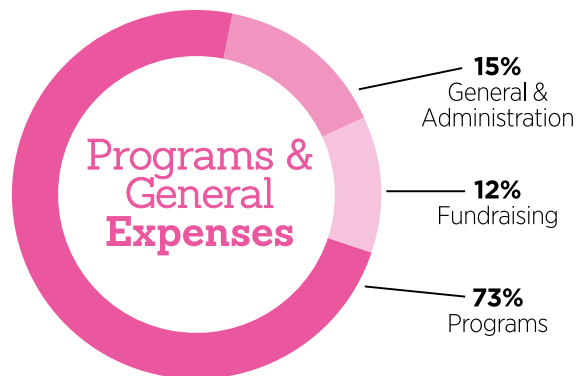 Programs &
General
Expenses
15%
General &
Administration
12%
Fundraising
73%
Programs